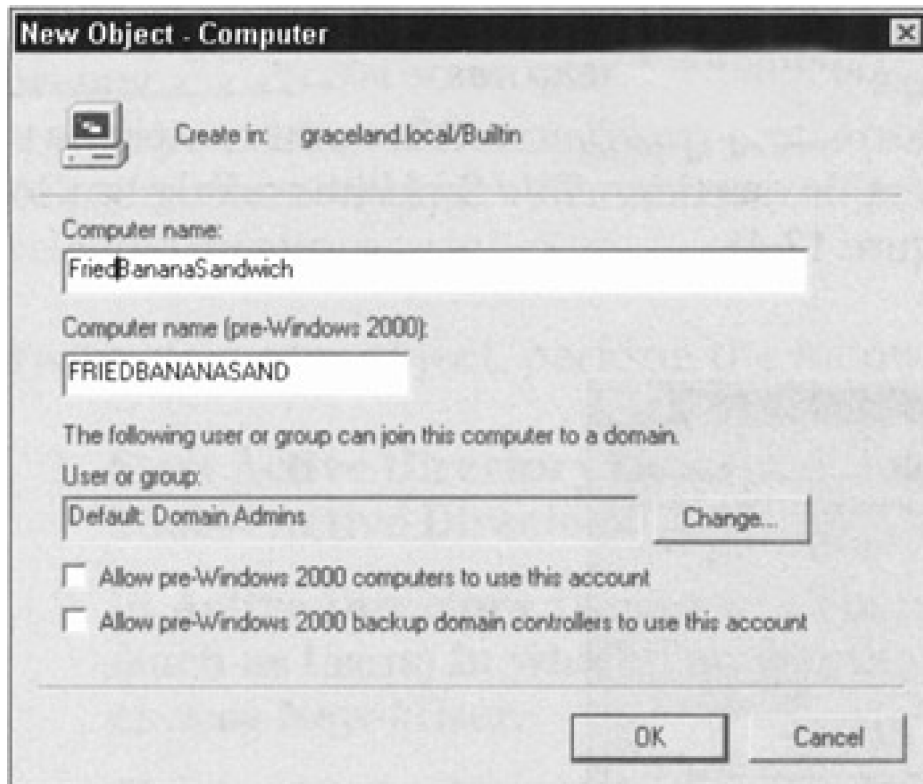 New Object - Computer
Create in: graceland.local/Builtin
Computer name:
FriedBananaSandwich
Computer name (pre-Windows 2000):
FRIEDBANANASAND
The following user or group can join this computer to a domain.
User or group:
Default: Domain Admins
Change...
Allow pre-Windows 2000 computers to use this account
Allow pre-Windows 2000 backup domain controllers to use this account
OK
Cancel